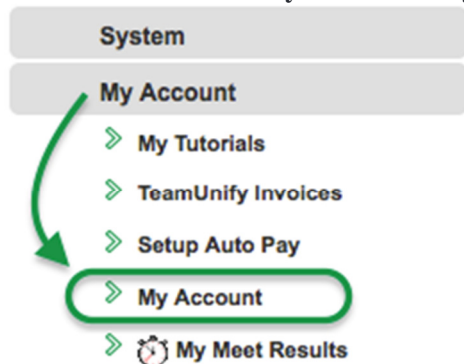 System
My Account
My Tutorials
TeamUnify Invoices
Setup Auto Pay
My Account
My Meet Results